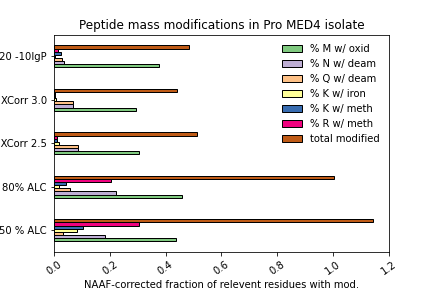 Peptide mass modifications in Pro MED4 isolate
20 -10lgP
XCorr 3.0
XCorr 2.5
80% ALC
50 % ALC
% M w/ oxid
% N w/ deam
% Q w/ deam
% K w/ iron
% K w/ meth
% R w/ meth
total modified
0.0 0.2 0.4 0.6 0.8 1.0 1.2
NAAF-corrected fraction of relevent residues with mod.